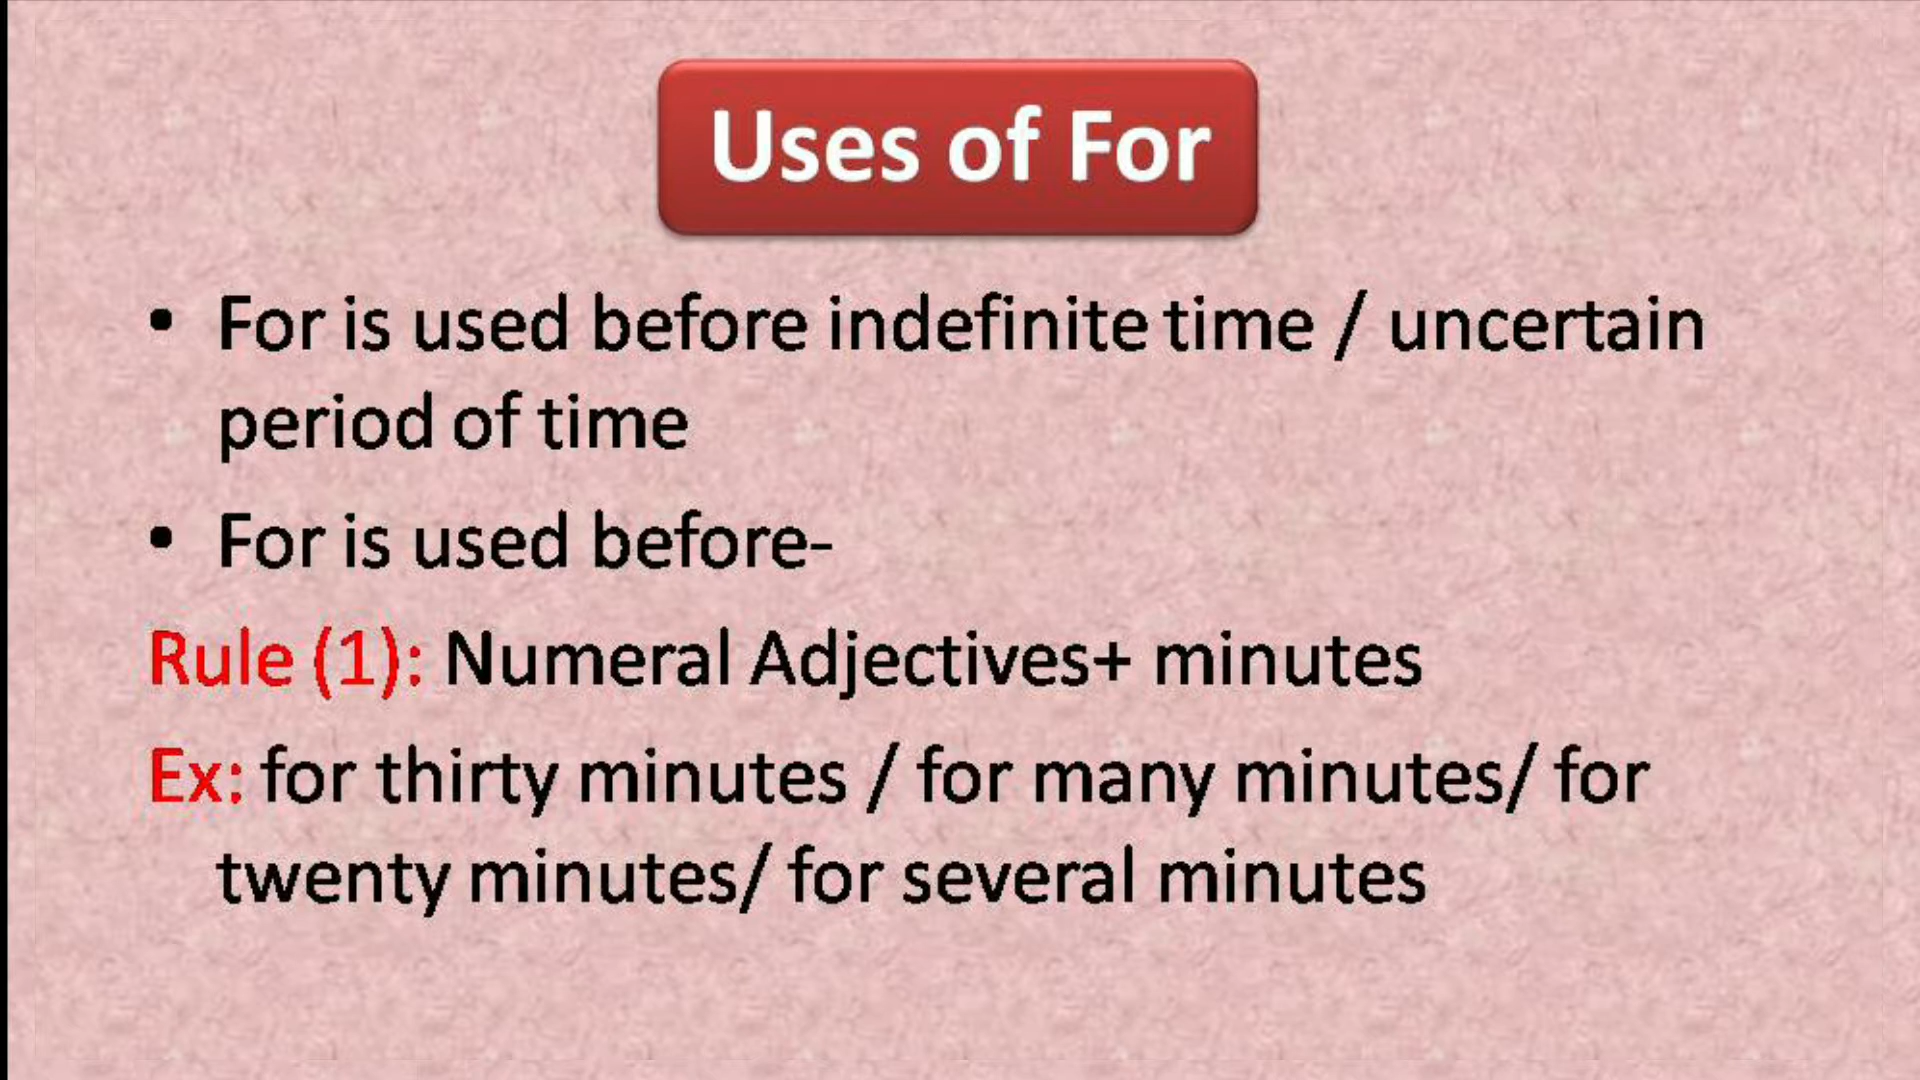 Uses of For
• For is used before indefinite time / uncertain
period of time
• For is used before-
Rule (1): Numeral Adjectives+ minutes
Ex: for thirty minutes / for many minutes/ for
twenty minutes/ for several minutes